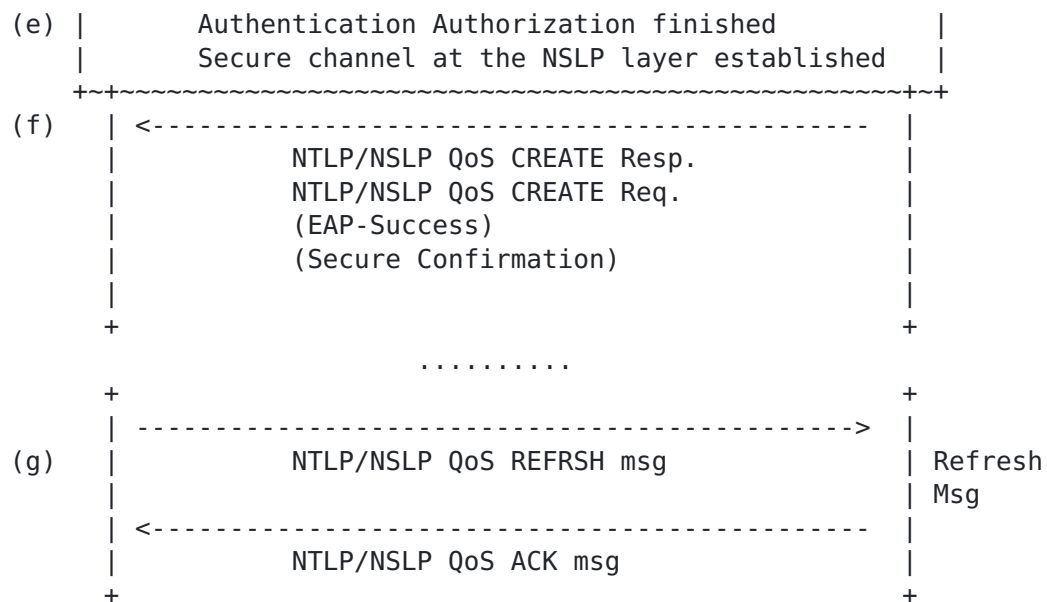 (e) |       Authentication Authorization finished          |
    |       Secure channel at the NSLP layer established   |
    +~+~~~~~~~~~~~~~~~~~~~~~~~~~~~~~~~~~~~~~~~~~~~~~~~~~~+~+
(f)   | <---------------------------------------------- |
      |           NTLP/NSLP QoS CREATE Resp.            |
      |           NTLP/NSLP QoS CREATE Req.             |
      |           (EAP-Success)                         |
      |           (Secure Confirmation)                 |
      |                                                 |
      +                                                 +
                          ..........
      +                                                 +
      | ----------------------------------------------> |
(g)   |           NTLP/NSLP QoS REFRSH msg              | Refresh
      |                                                 | Msg
      | <---------------------------------------------- |
      |           NTLP/NSLP QoS ACK msg                 |
      +                                                 +